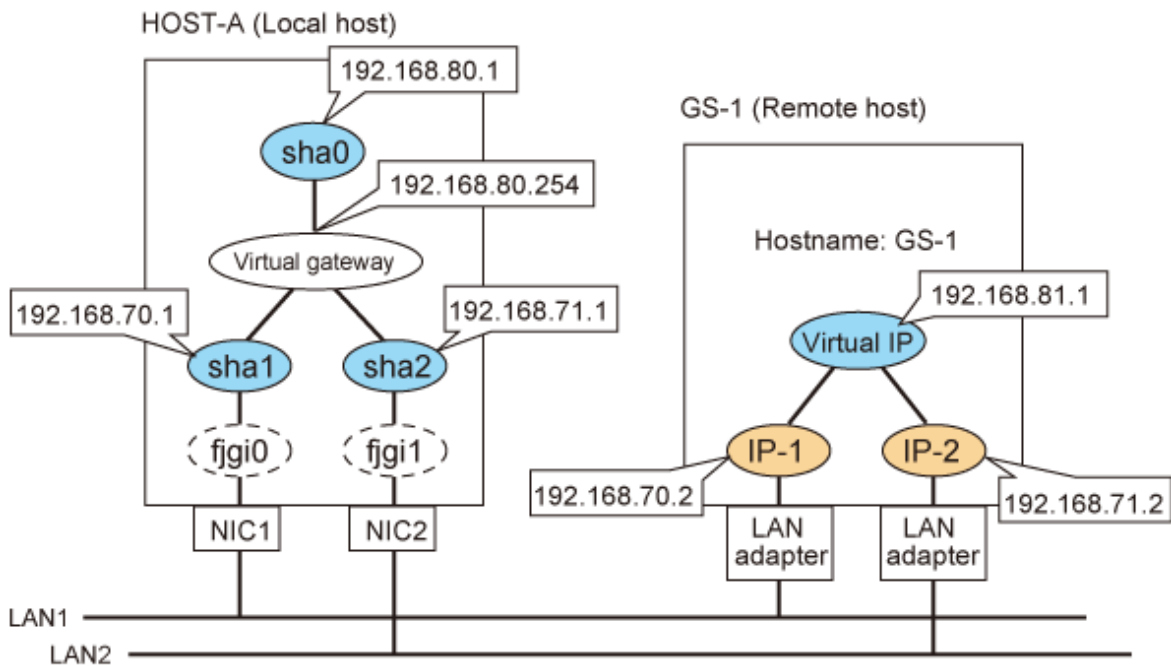 HOST-A (Local host)
192.168.80.1
sha0
192.168.80.254
Virtual gateway
192.168.70.1
192.168.71.1
sha1
sha2
fjgi0
fjgi1
NIC1
NIC2
GS-1 (Remote host)
Hostname: GS-1
192.168.81.1
Virtual IP
IP-1
IP-2
192.168.70.2
192.168.71.2
LAN
adapter
LAN
adapter
LAN1
LAN2